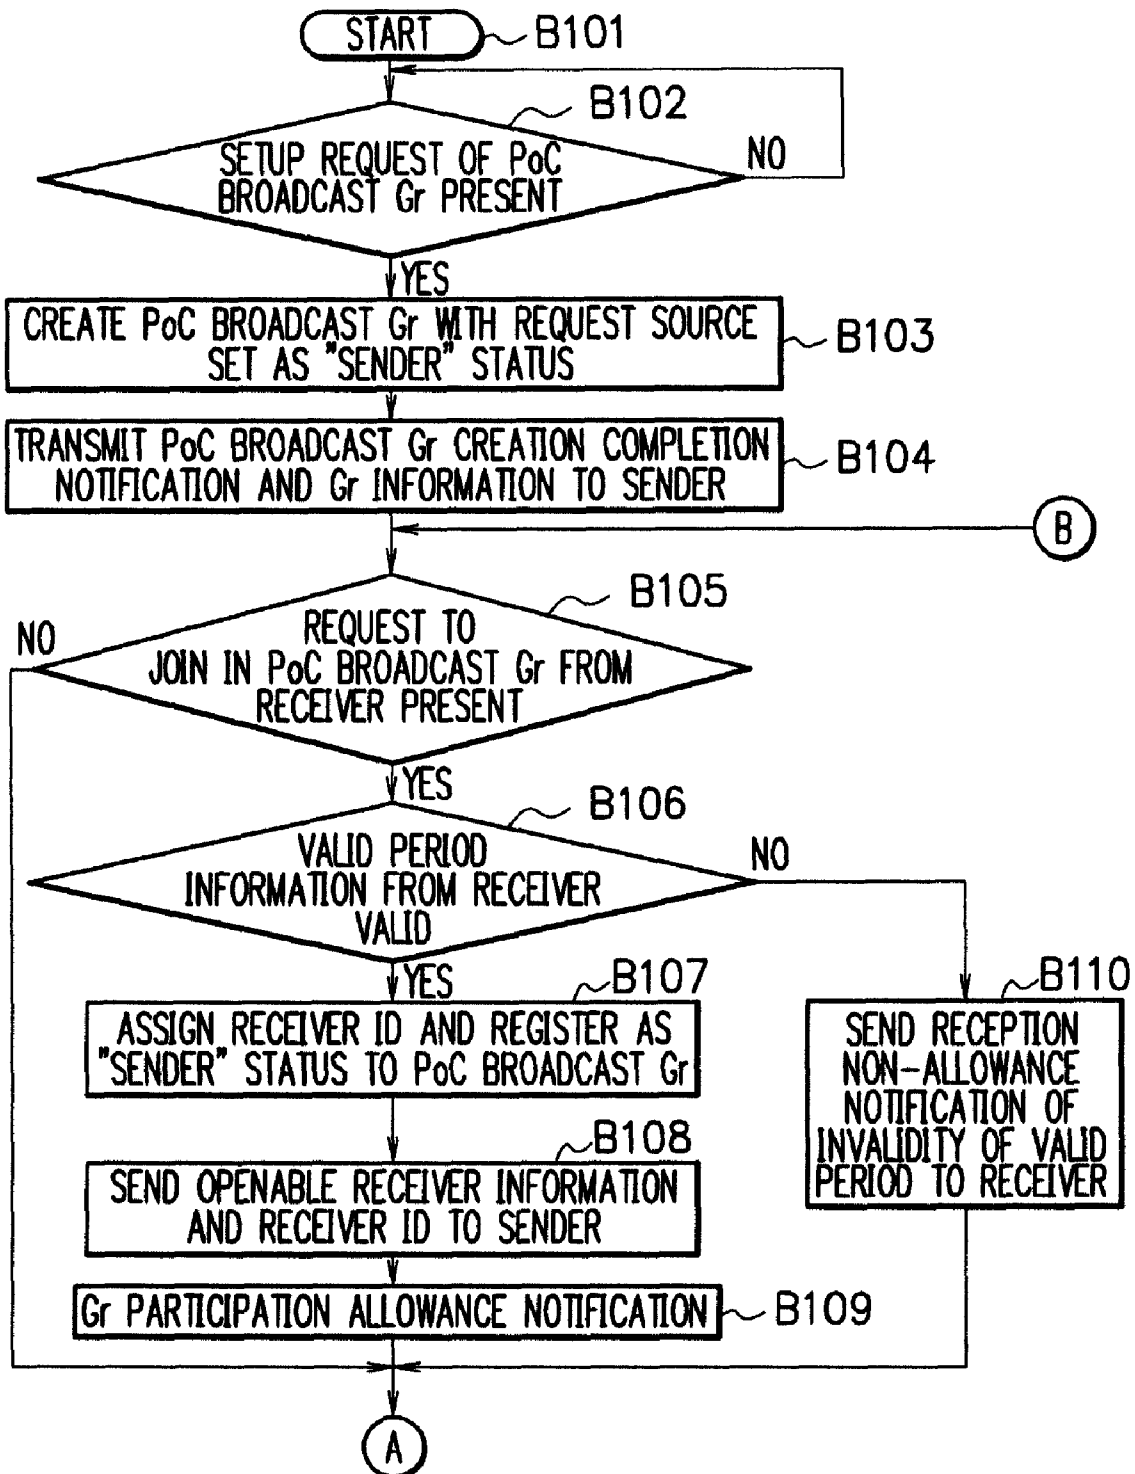 START
B101
B102
SETUP REQUEST OF PoC
BROADCAST Gr PRESENT
NO
YES
CREATE PoC BROADCAST Gr WITH REQUEST SOURCE
SET AS "SENDER" STATUS
B103
TRANSMIT PoC BROADCAST Gr CREATION COMPLETION
NOTIFICATION AND Gr INFORMATION TO SENDER
B104
B
B105
NO
REQUEST TO
JOIN IN PoC BROADCAST Gr FROM
RECEIVER PRESENT
YES
B106
VALID PERIOD
INFORMATION FROM RECEIVER
VALID
NO
YES
B107
ASSIGN RECEIVER ID AND REGISTER AS
"SENDER" STATUS TO PoC BROADCAST Gr
B110
SEND RECEPTION
NON-ALLOWANCE
NOTIFICATION OF
INVALIDITY OF VALID
PERIOD TO RECEIVER
B108
SEND OPENABLE RECEIVER INFORMATION
AND RECEIVER ID TO SENDER
Gr PARTICIPATION ALLOWANCE NOTIFICATION
B109
A